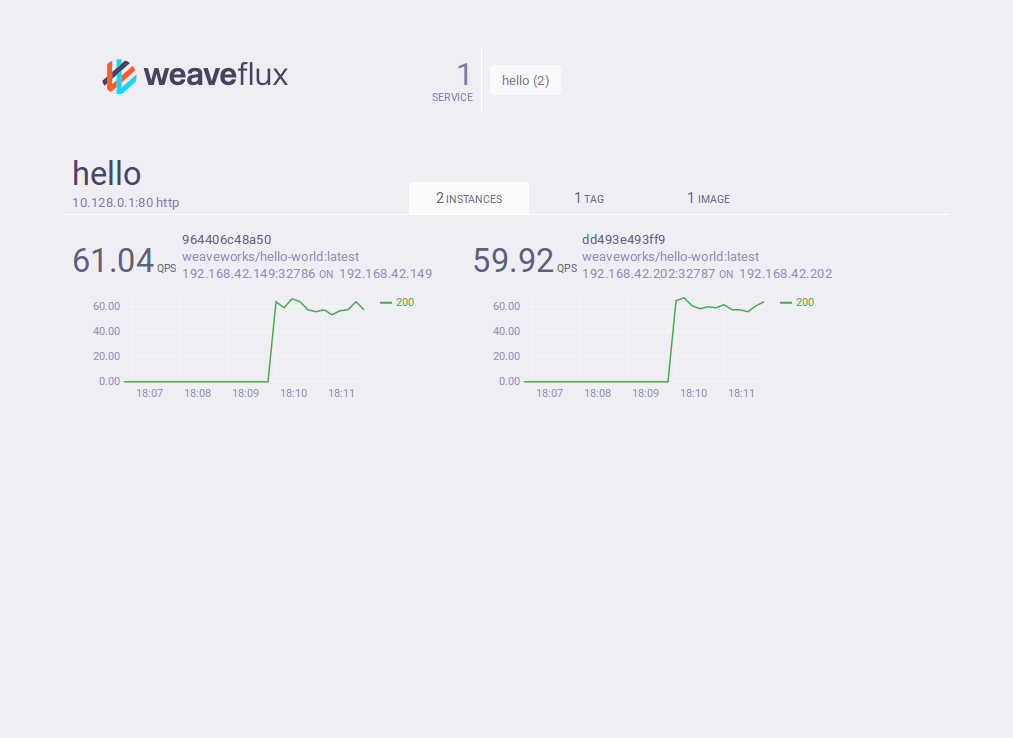 weaveflux
1
SERVICE
hello (2)
hello
10.128.0.1:80 http
2 INSTANCES
1 TAG
1 IMAGE
61.04 QPS
964406c48a50
weaveworks/hello-world:latest
192.168.42.149:32786 ON 192.168.42.149
60.00
40.00
20.00
0.00
18:07 18:08 18:09 18:10 18:11
200
59.92 QPS
dd493e493ff9
weaveworks/hello-world:latest
192.168.42.202:32787 ON 192.168.42.202
60.00
40.00
20.00
0.00
18:07 18:08 18:09 18:10 18:11
200